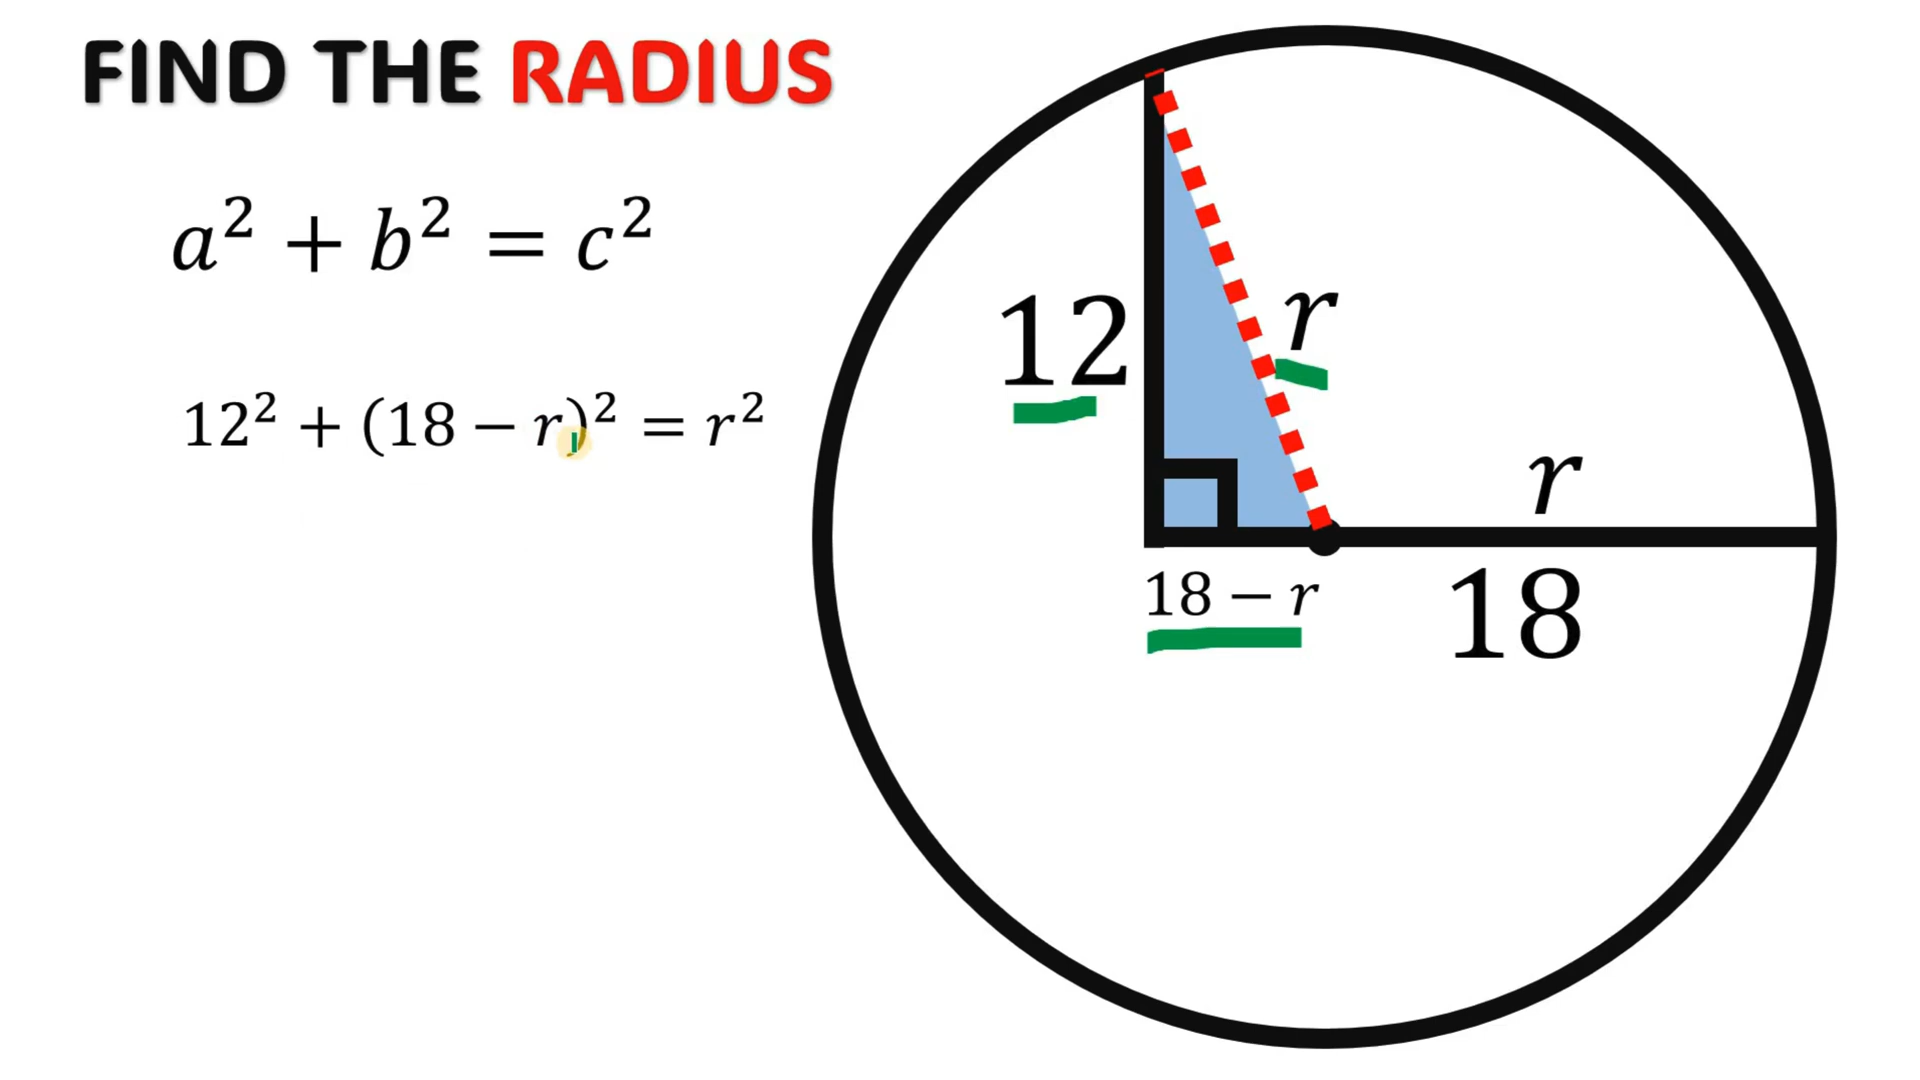 FIND THE RADIUS
a² + b² = c²
12² + (18 − r)² = r²
12
r
r
18 − r
18